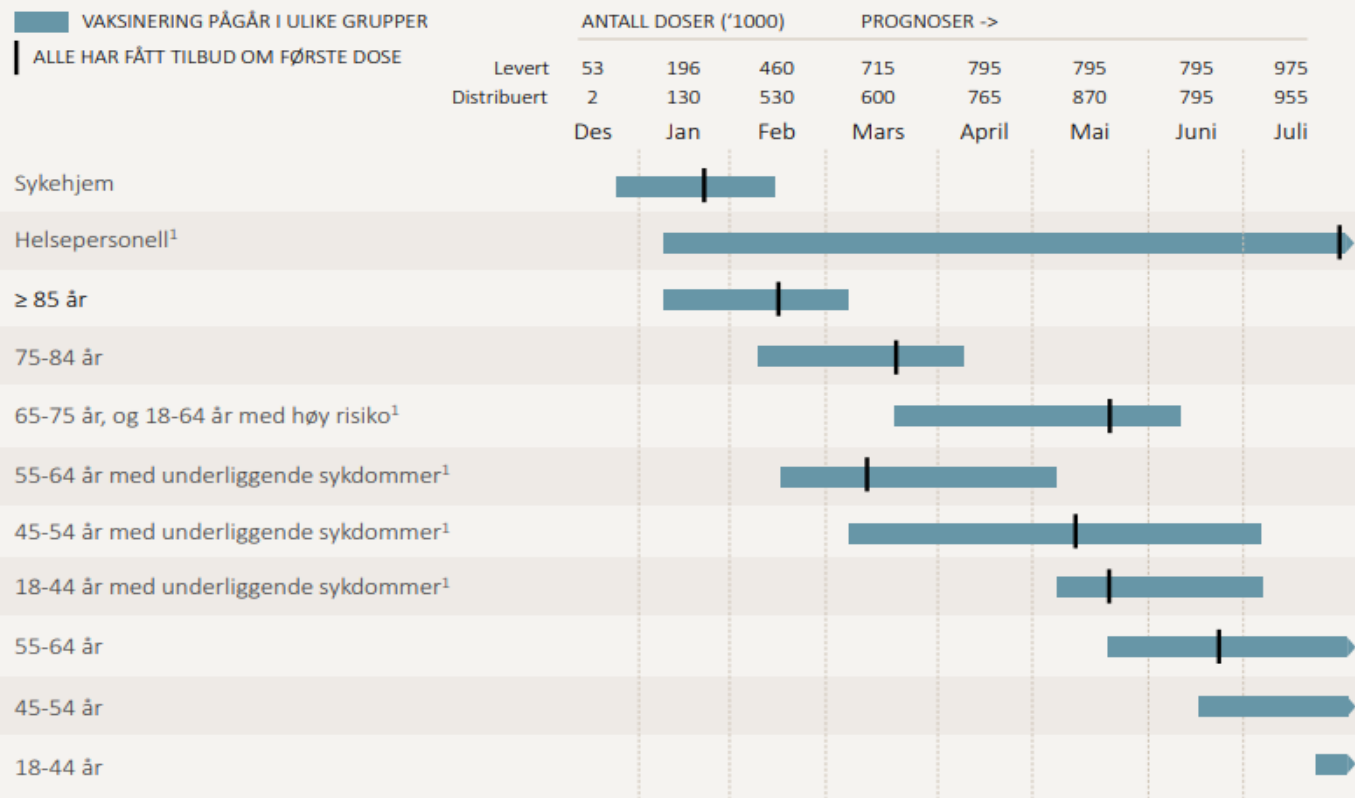 VAKSINERING PÅGÅR I ULIKE GRUPPER
ALLE HAR FÅTT TILBUD OM FØRSTE DOSE
ANTALL DOSER (‘1000) PROGNOSER ->
Levert 53 196 460 715 795 795 795 975
Distribuert 2 130 530 600 765 870 795 955
Des Jan Feb Mars April Mai Juni Juli
Sykehjem
Helsepersonell¹
≥ 85 år
75-84 år
65-75 år, og 18-64 år med høy risiko¹
55-64 år med underliggende sykdommer¹
45-54 år med underliggende sykdommer¹
18-44 år med underliggende sykdommer¹
55-64 år
45-54 år
18-44 år